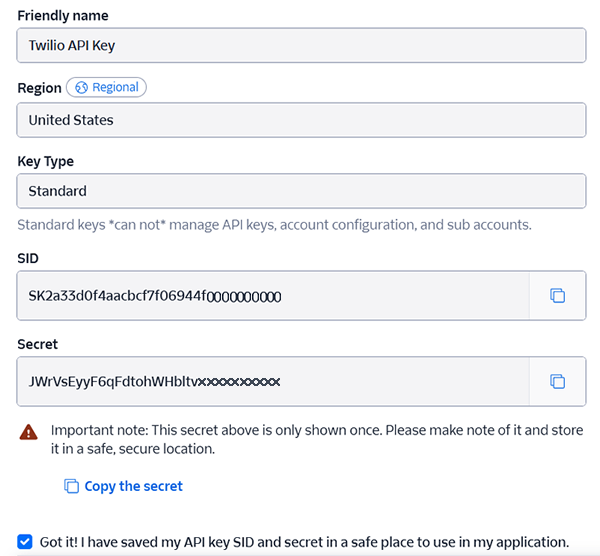 Friendly name
Twilio API Key
Region Regional
United States
Key Type
Standard
Standard keys *can not* manage API keys, account configuration, and sub accounts.
SID
SK2a33d0f4aacbcf7f06944f0000000000
Secret
JWrVsEyyF6qFdtohWHbltvxxxxxxxxxx
Important note: This secret above is only shown once. Please make note of it and store
it in a safe, secure location.
Copy the secret
Got it! I have saved my API key SID and secret in a safe place to use in my application.